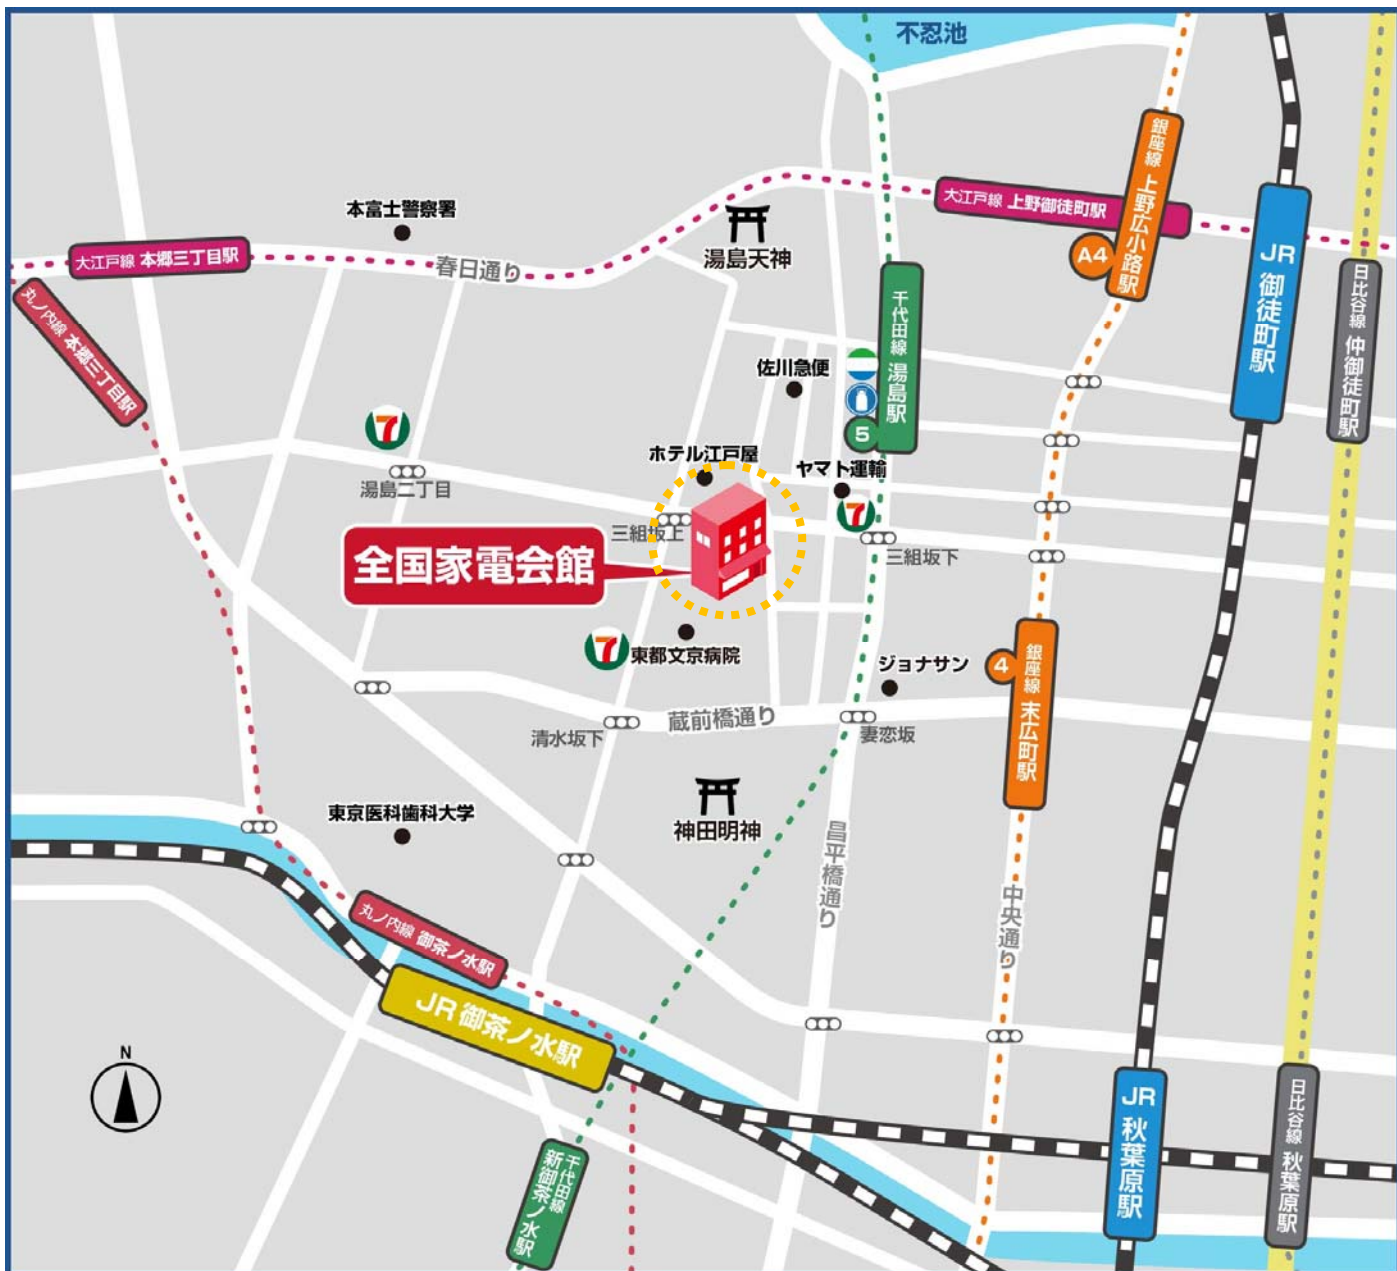 不忍池
銀座線 上野広小路駅
本富士警察署
大江戸線 上野御徒町駅
JR 御徒町駅
A4
大江戸線 本郷三丁目駅
春日通り
湯島天神
日比谷線 仲御徒町駅
丸ノ内線 本郷三丁目駅
千代田線 湯島駅
佐川急便
7
5
ホテル江戸屋
ヤマト運輸
湯島二丁目
7
三組坂上
三組坂下
全国家電会館
7
東都文京病院
ジョナサン
4
銀座線 末広町駅
清水坂下
蔵前橋通り
妻恋坂
東京医科歯科大学
神田明神
昌平橋通り
中央通り
丸ノ内線 御茶ノ水駅
JR 御茶ノ水駅
N
JR 秋葉原駅
日比谷線 秋葉原駅
千代田線
新御茶ノ水駅